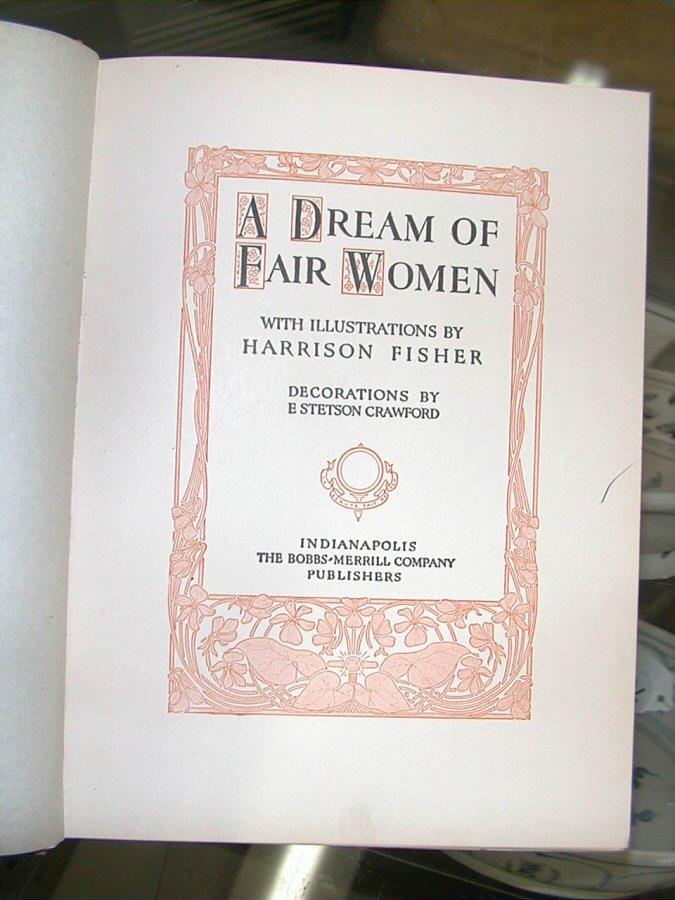 A DREAM OF
FAIR WOMEN
WITH ILLUSTRATIONS BY
HARRISON FISHER
DECORATIONS BY
E STETSON CRAWFORD
INDIANAPOLIS
THE BOBBS-MERRILL COMPANY
PUBLISHERS